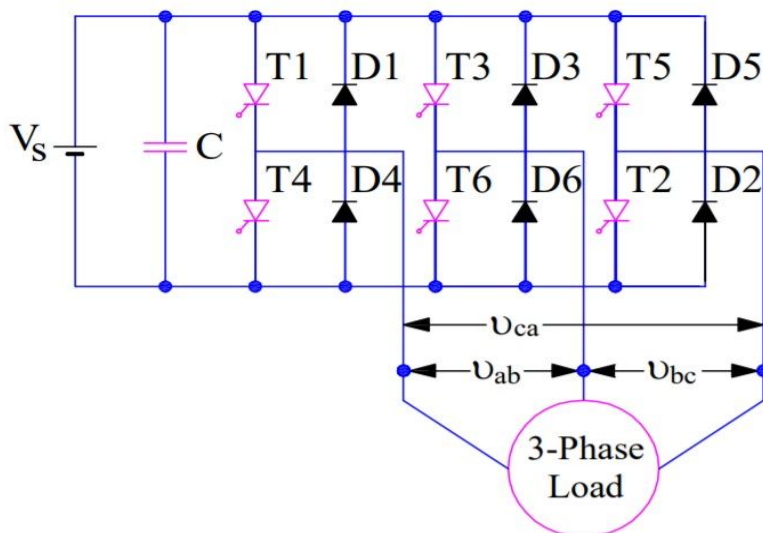 T1 D1 T3 D3 T5 D5
Vs C T4 D4 T6 D6 T2 D2
υca
υab υbc
3-Phase
Load